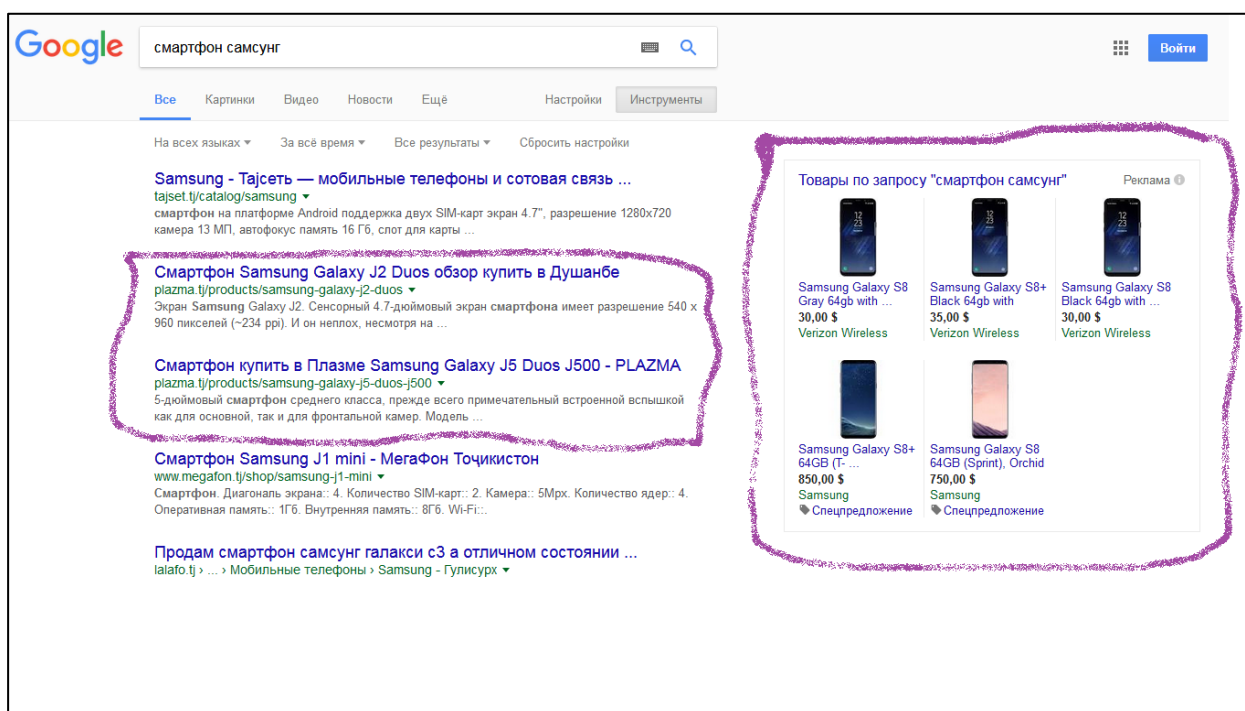 Google
смартфон самсунг
Войти
Все Картинки Видео Новости Ещё Настройки Инструменты
На всех языках За всё время Все результаты Сбросить настройки
Samsung - Tajсеть — мобильные телефоны и сотовая связь ...
tajset.tj/catalog/samsung
смартфон на платформе Android поддержка двух SIM-карт экран 4.7", разрешение 1280x720
камера 13 МП, автофокус память 16 Гб, слот для карты ...
Смартфон Samsung Galaxy J2 Duos обзор купить в Душанбе
plazma.tj/products/samsung-galaxy-j2-duos
Экран Samsung Galaxy J2. Сенсорный 4.7-дюймовый экран смартфона имеет разрешение 540 x
960 пикселей (~234 ppi). И он неплох, несмотря на ...
Смартфон купить в Плазме Samsung Galaxy J5 Duos J500 - PLAZMA
plazma.tj/products/samsung-galaxy-j5-duos-j500
5-дюймовый смартфон среднего класса, прежде всего примечательный встроенной вспышкой
как для основной, так и для фронтальной камер. Модель ...
Смартфон Samsung J1 mini - МегаФон Тоҷикистон
www.megafon.tj/shop/samsung-j1-mini
Смартфон. Диагональ экрана:: 4. Количество SIM-карт:: 2. Камера:: 5Mpx. Количество ядер:: 4.
Оперативная память:: 1Гб. Внутренняя память:: 8Гб. Wi-Fi::.
Продам смартфон самсунг галакси с3 а отличном состоянии ...
lalafo.tj › ... › Мобильные телефоны › Samsung - Гулисурх
Товары по запросу "смартфон самсунг" Реклама
12 12 12
23 23 23
Samsung Galaxy S8 Samsung Galaxy S8+ Samsung Galaxy S8
Gray 64gb with ... Black 64gb with Black 64gb with ...
30,00 $ 35,00 $ 30,00 $
Verizon Wireless Verizon Wireless Verizon Wireless
Samsung Galaxy S8+ Samsung Galaxy S8
64GB (T- ... 64GB (Sprint), Orchid
850,00 $ 750,00 $
Samsung Samsung
Спецпредложение Спецпредложение